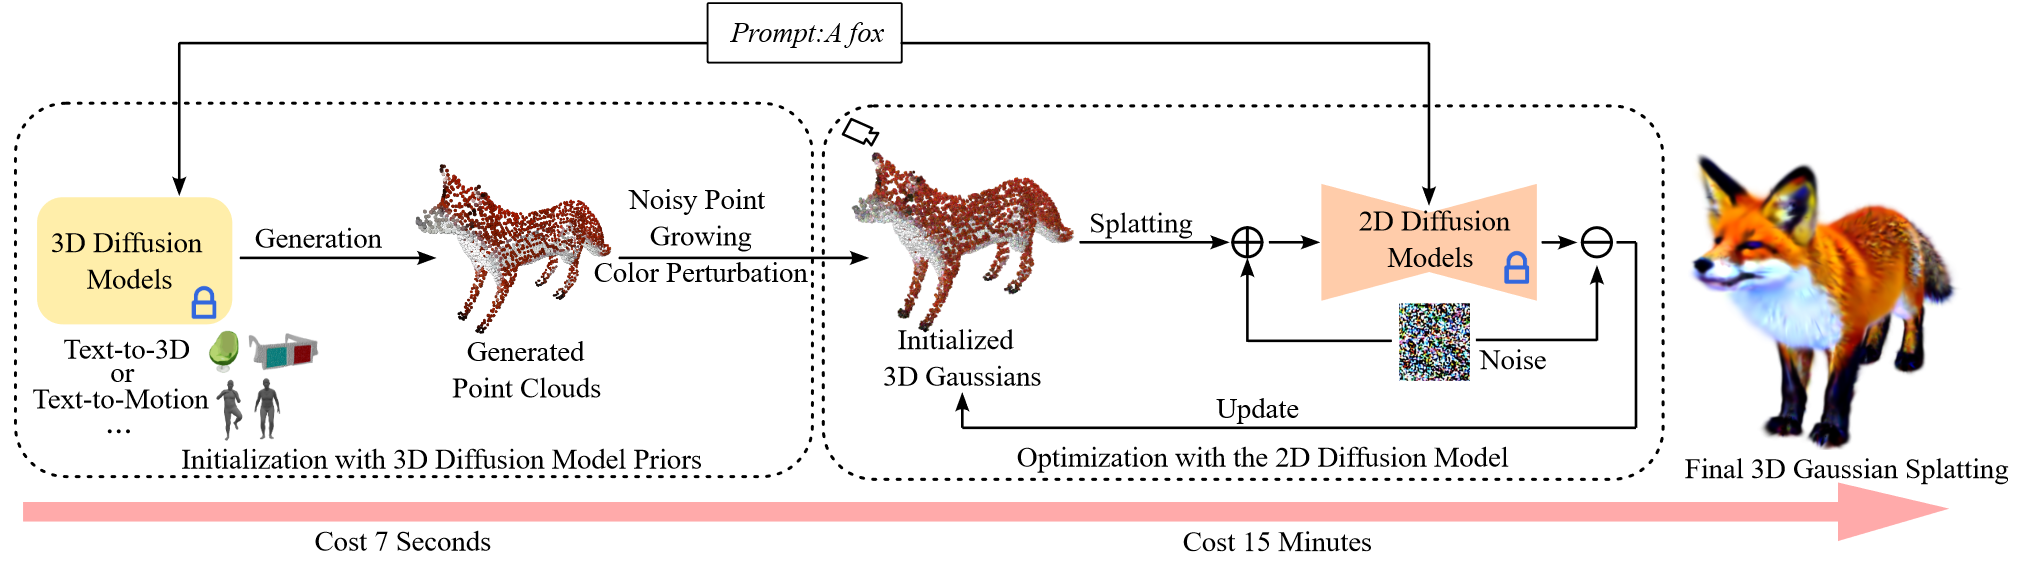 Prompt:A fox
3D Diffusion
Models
Text-to-3D
or
Text-to-Motion
...
Generation
Generated
Point Clouds
Noisy Point
Growing
Color Perturbation
Initialization with 3D Diffusion Model Priors
Initialized
3D Gaussians
Splatting
2D Diffusion
Models
Noise
Update
Optimization with the 2D Diffusion Model
Final 3D Gaussian Splatting
Cost 7 Seconds
Cost 15 Minutes